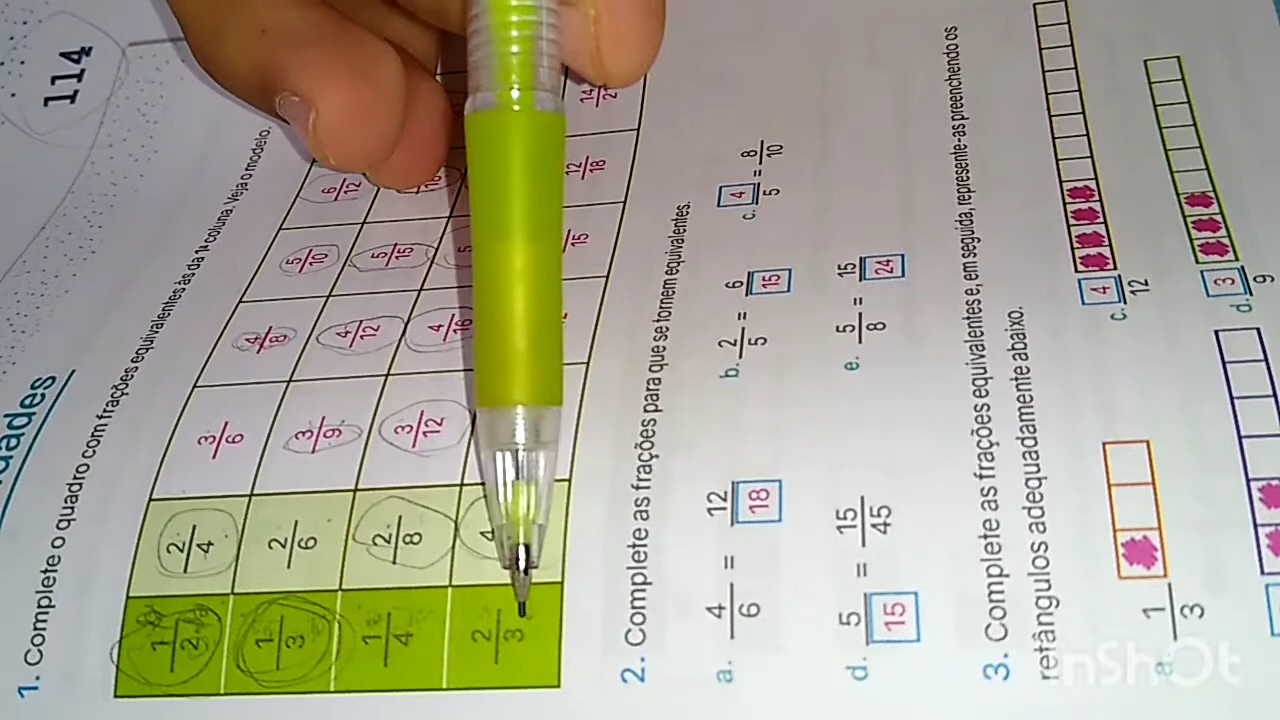 114
1. Complete o quadro com frações equivalentes às da 1ª coluna. Veja o modelo.
1/2 2/4 3/6 4/8 5/10 6/12
1/3 2/6 3/9 4/12 5/15
1/4 2/8 3/12 4/16 5
2/3 4 15 12/18
2. Complete as frações para que se tornem equivalentes.
a. 4/6 = 12/18 b. 2/5 = 6/15 c. 4/5 = 8/10
d. 5/15 = 15/45 e. 5/8 = 15/24
3. Complete as frações equivalentes e, em seguida, represente-as preenchendo os
retângulos adequadamente abaixo.
a. 1/3 c. 4/12
d. 3/9
InShOt